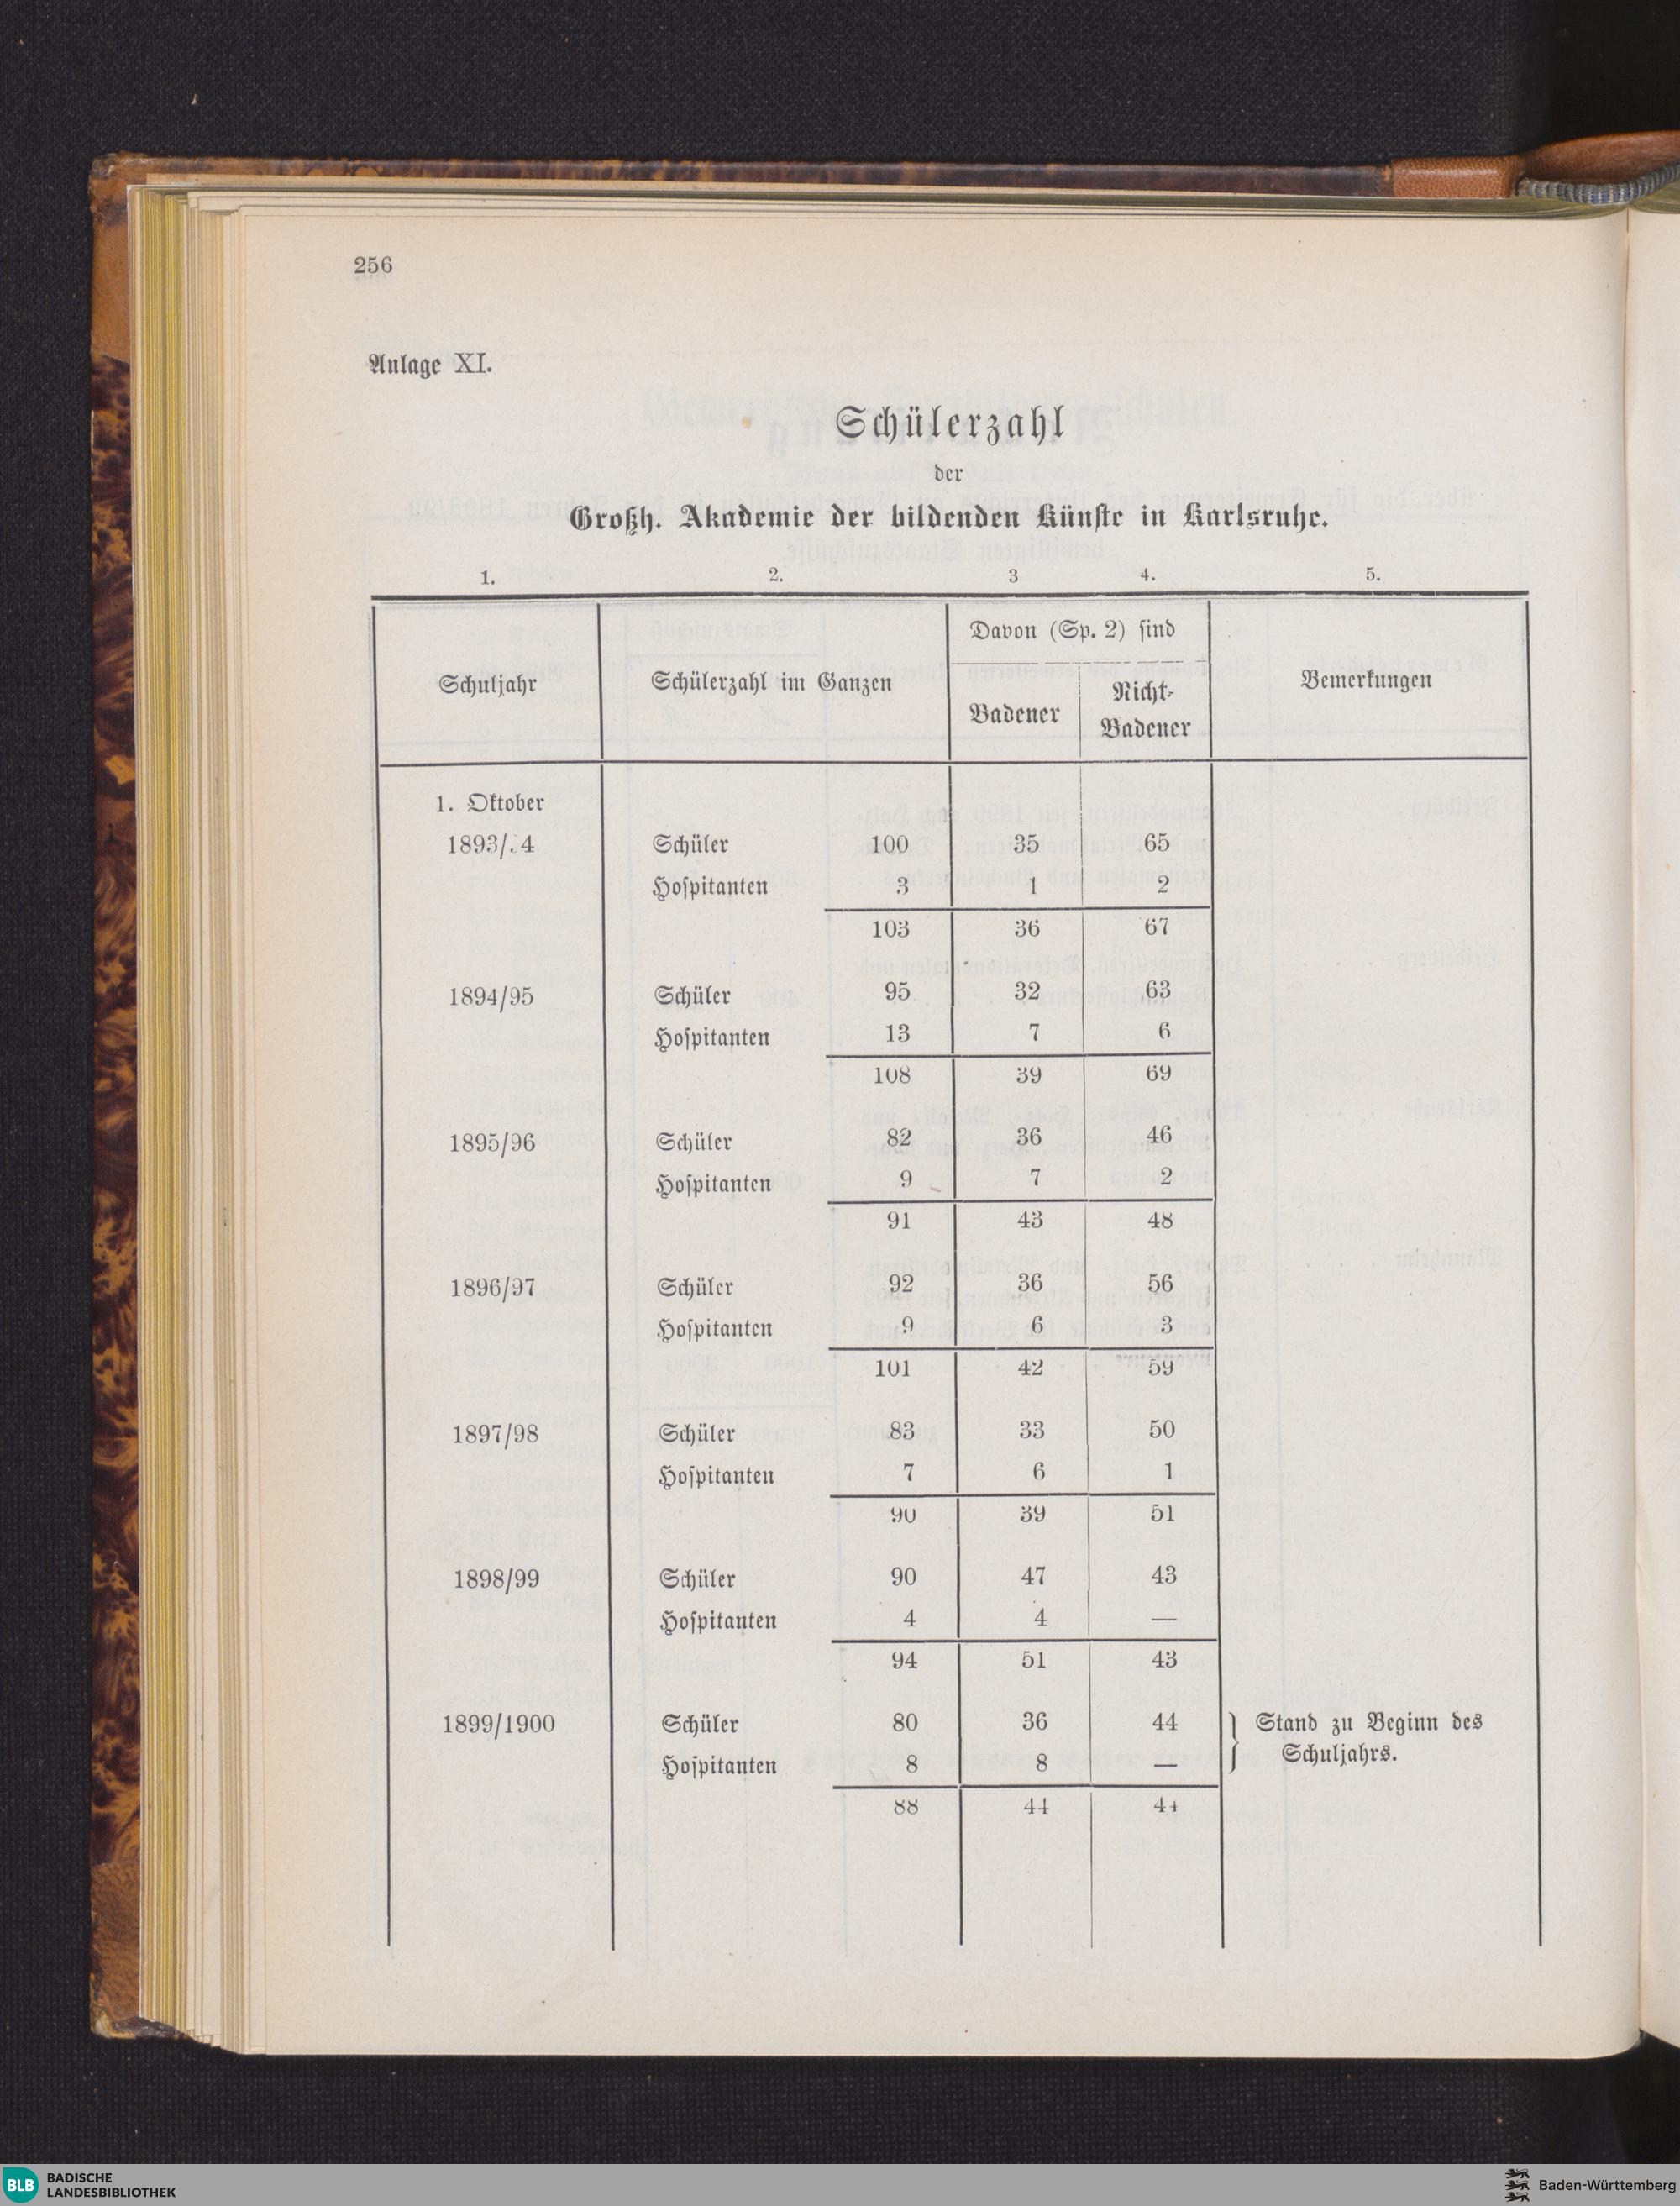 256
Anlage XI.
Schülerzahl
der
Großh. Akademie der bildenden Künste in Karlsruhe.
1. 2. 3 4. 5.
Schuljahr Schülerzahl im Ganzen Davon (Sp. 2) sind Bemerkungen
Badener Nicht-
Badener
1. Oktober
1893/94 Schüler 100 35 65
Hospitanten 3 1 2
103 36 67
1894/95 Schüler 95 32 63
Hospitanten 13 7 6
108 39 69
1895/96 Schüler 82 36 46
Hospitanten 9 7 2
91 43 48
1896/97 Schüler 92 36 56
Hospitanten 9 6 3
101 42 59
1897/98 Schüler 83 33 50
Hospitanten 7 6 1
90 39 51
1898/99 Schüler 90 47 43
Hospitanten 4 4 —
94 51 43
1899/1900 Schüler 80 36 44 } Stand zu Beginn des
Hospitanten 8 8 — Schuljahrs.
88 44 44
BLB BADISCHE
LANDESBIBLIOTHEK
Baden-Württemberg